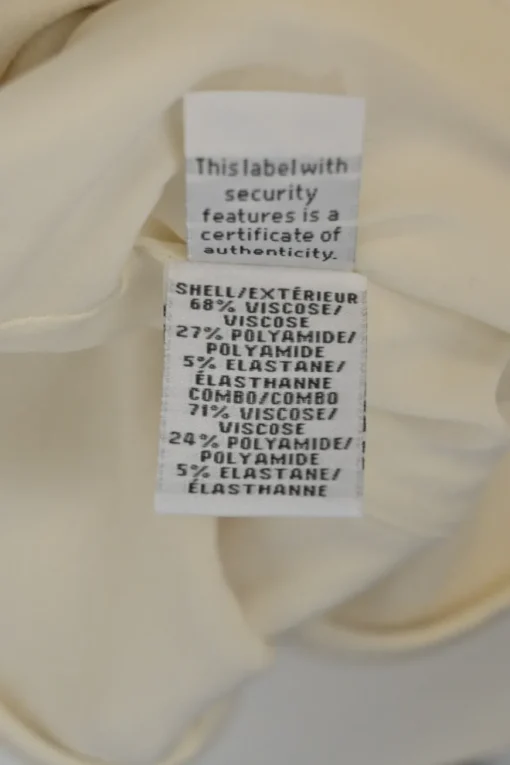 This label with
security
features is a
certificate of
authenticity.
SHELL/EXTÉRIEUR
68% VISCOSE/
VISCOSE
27% POLYAMIDE/
POLYAMIDE
5% ELASTANE/
ÉLASTHANNE
COMBO/COMBO
71% VISCOSE/
VISCOSE
24% POLYAMIDE/
POLYAMIDE
5% ELASTANE/
ÉLASTHANNE